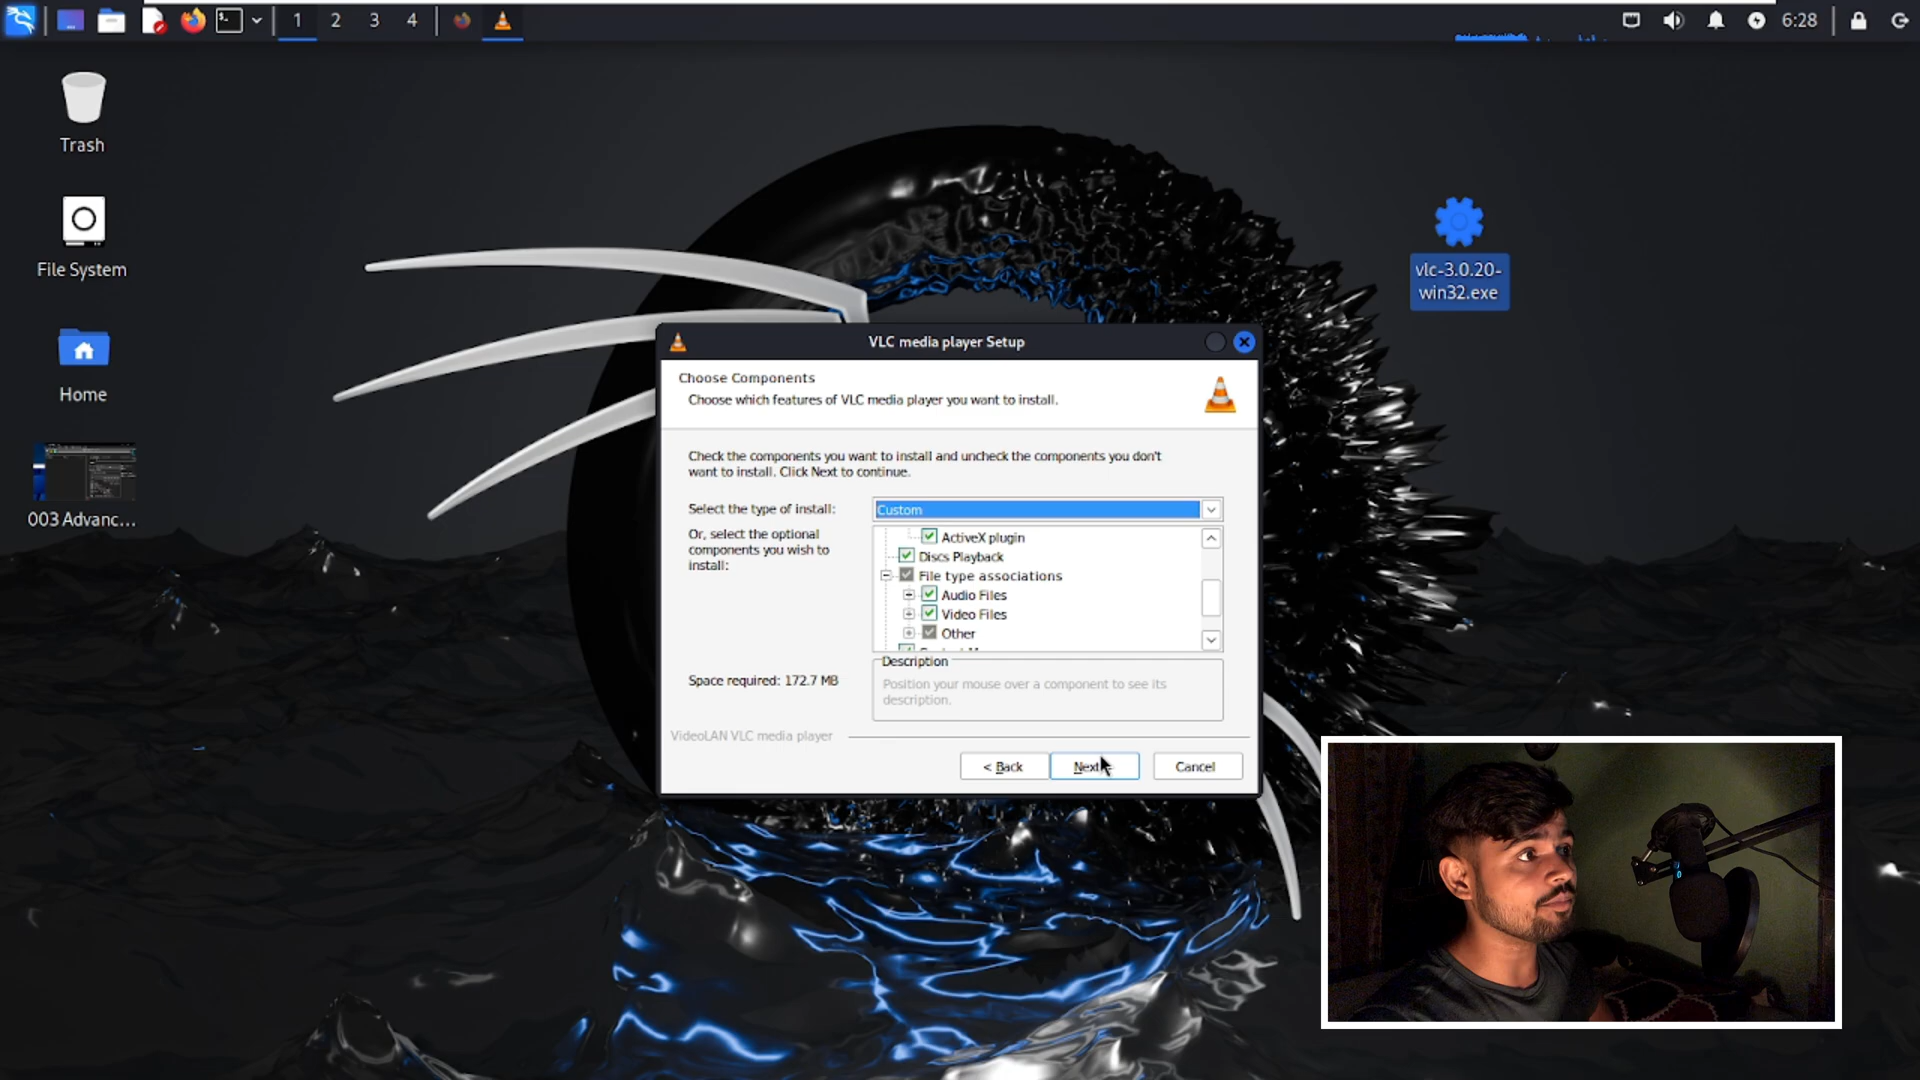 1 2 3 4
6:28
Trash
File System
Home
003 Advanc...
vlc-3.0.20-
win32.exe
VLC media player Setup
Choose Components
Choose which features of VLC media player you want to install.
Check the components you want to install and uncheck the components you don't
want to install. Click Next to continue.
Select the type of install:
Custom
Or, select the optional
components you wish to
install:
ActiveX plugin
Discs Playback
File type associations
Audio Files
Video Files
Other
Space required: 172.7 MB
Description
Position your mouse over a component to see its
description.
VideoLAN VLC media player
< Back
Next
Cancel